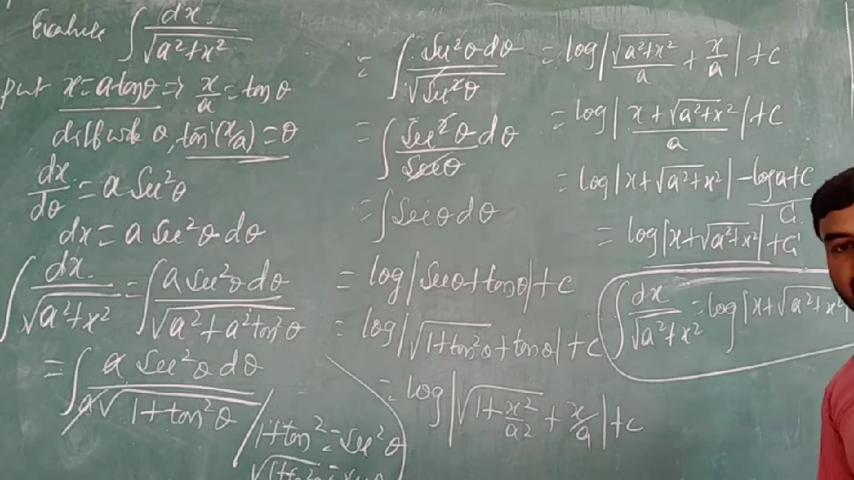 Evaluate ∫ dx/√(a²+x²)
put x = a tanθ ⇒ x/a = tanθ
diff w.r.t θ, tan⁻¹(x/a) = θ
dx/dθ = a Sec²θ
dx = a Sec²θ dθ
∫ dx/√(a²+x²) = ∫ a Sec²θ dθ/√(a²+a²tan²θ)
= ∫ a Sec²θ dθ/a√(1+tan²θ)
1+tan² = Sec²θ
= ∫ Sec²θ dθ/√Sec²θ
= ∫ Sec²θ dθ/Secθ
= ∫ Secθ dθ
= log|Secθ+tanθ|+c
= log|√(1+tan²θ)+tanθ|+c
= log|√(1+x²/a²) + x/a|+c
= log|√(a²+x²)/a + x/a|+c
= log|(x+√(a²+x²))/a|+c
= log|x+√(a²+x²)| - log a+c
C₁
= log|x+√(a²+x²)|+C₁
∫ dx/√(a²+x²) = log|x+√(a²+x²)|